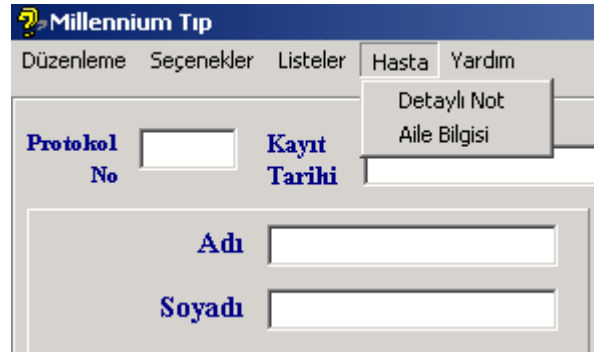 Millennium Tıp
Düzenleme Seçenekler Listeler Hasta Yardım
Detaylı Not
Aile Bilgisi
Protokol No
Kayıt Tarihi
Adı
Soyadı